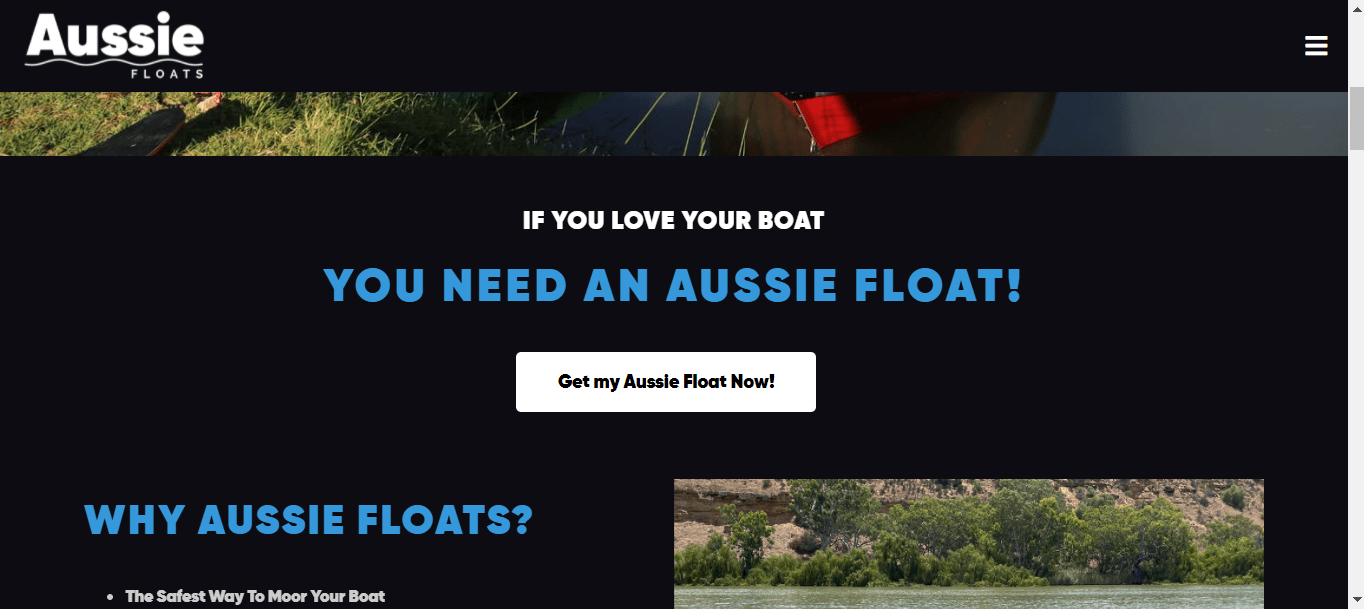 Aussie
FLOATS
IF YOU LOVE YOUR BOAT
YOU NEED AN AUSSIE FLOAT!
Get my Aussie Float Now!
WHY AUSSIE FLOATS?
• The Safest Way To Moor Your Boat